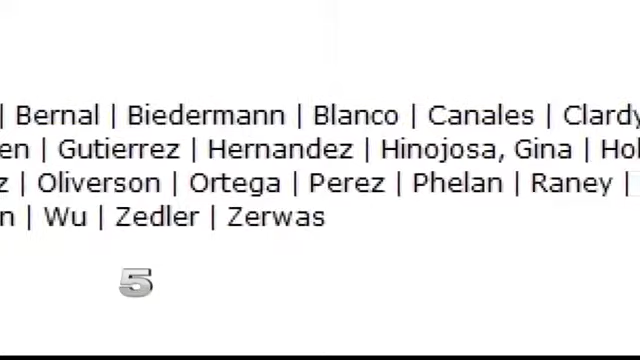 | Bernal | Biedermann | Blanco | Canales | Clardy
en | Gutierrez | Hernandez | Hinojosa, Gina | Hol
z | Oliverson | Ortega | Perez | Phelan | Raney |
n | Wu | Zedler | Zerwas
5